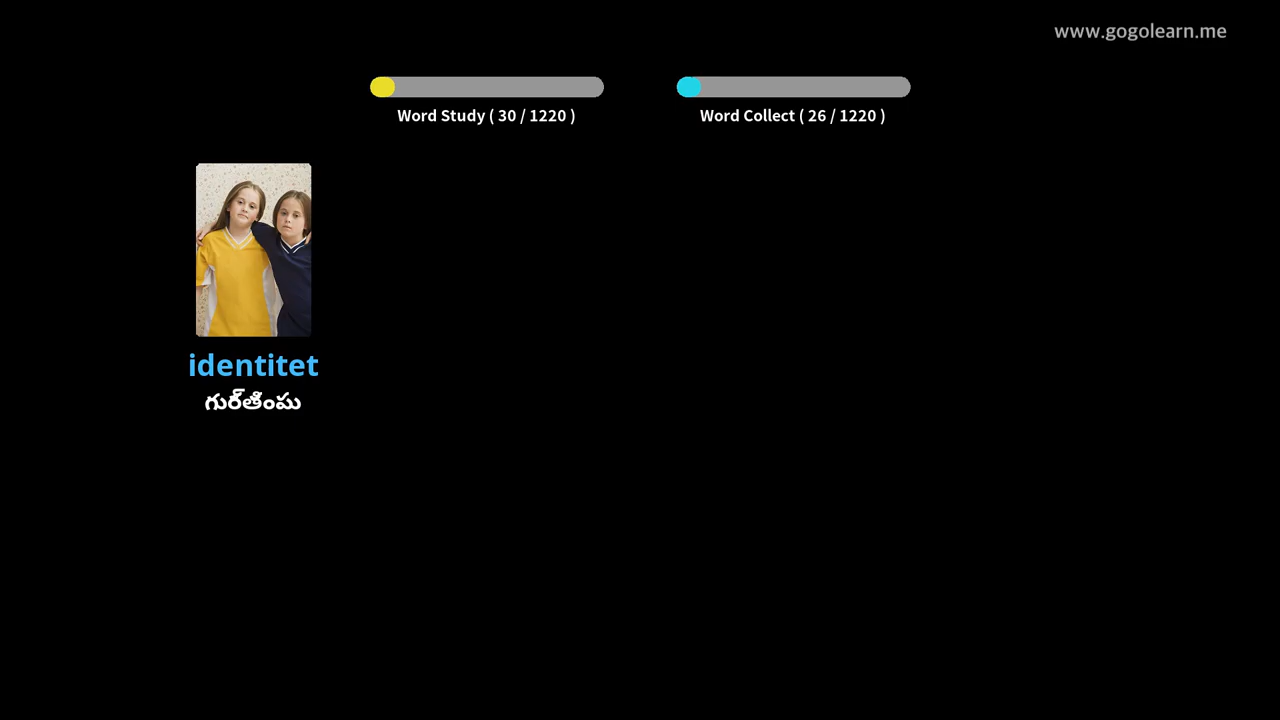 www.gogolearn.me
Word Study ( 30 / 1220 )
Word Collect ( 26 / 1220 )
identitet
గుర్తింపు